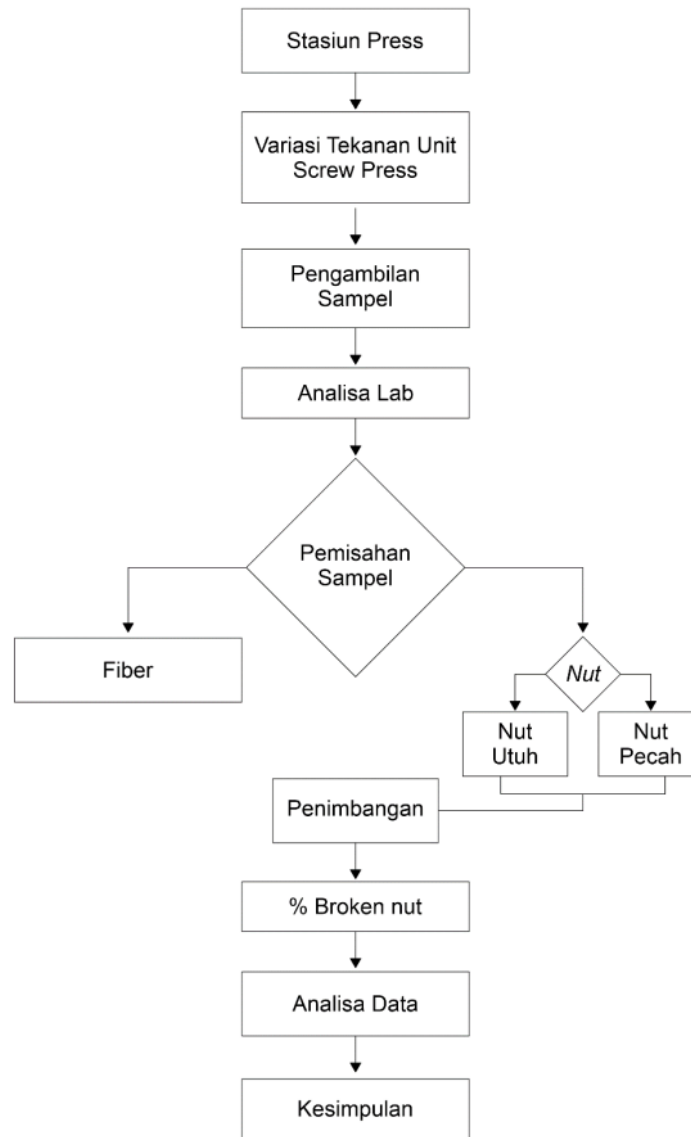 Stasiun Press
Variasi Tekanan Unit
Screw Press
Pengambilan
Sampel
Analisa Lab
Pemisahan
Sampel
Fiber
Nut
Nut
Utuh
Nut
Pecah
Penimbangan
% Broken nut
Analisa Data
Kesimpulan